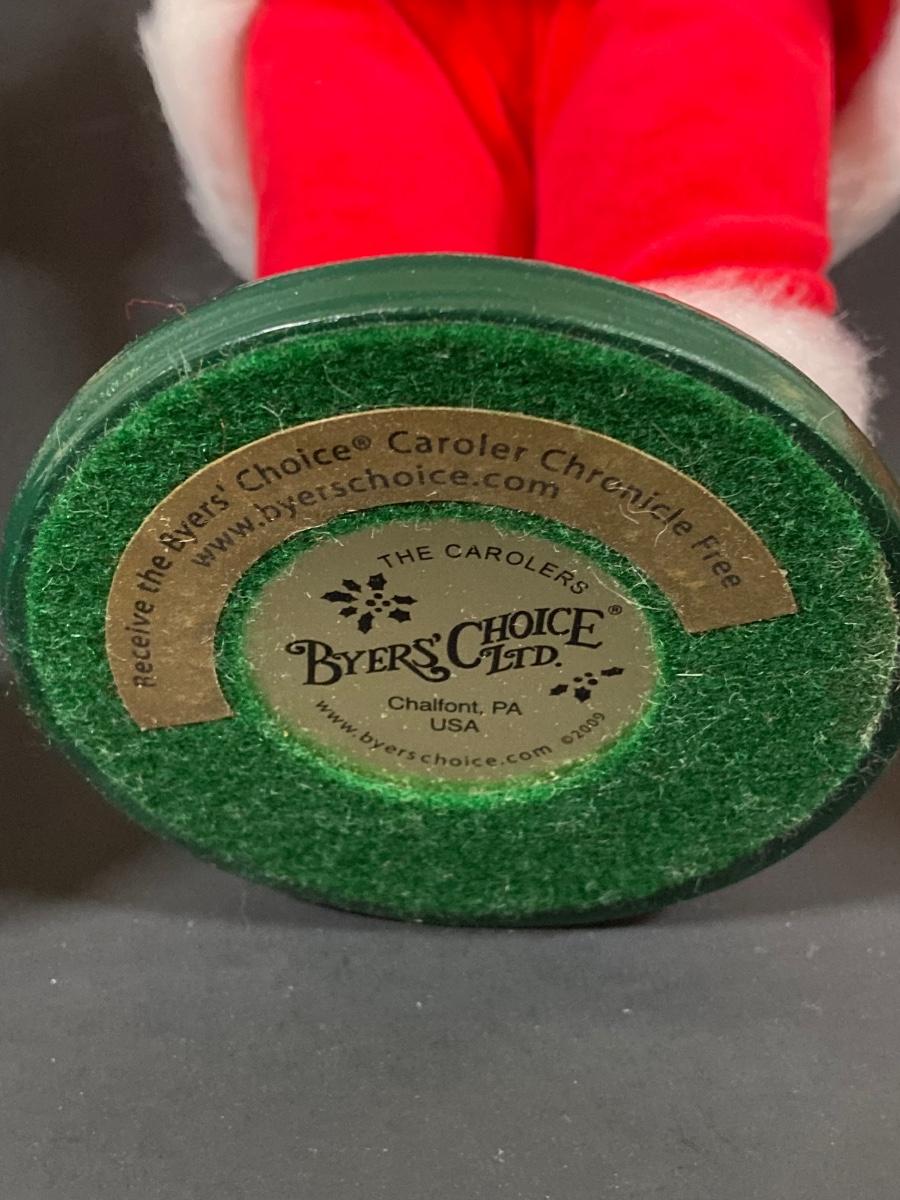 Receive the Byers' Choice® Caroler Chronicle Free
www.byerschoice.com
THE CAROLERS
BYERS' CHOICE®
LTD.
Chalfont, PA
USA
www.byerschoice.com ©2009